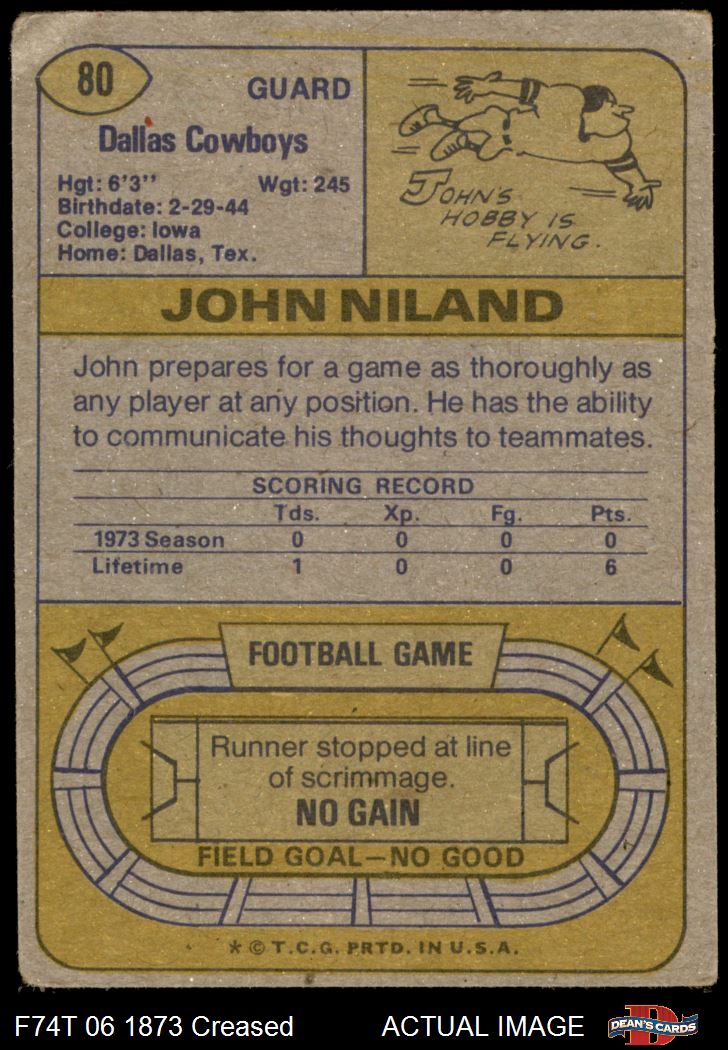 80
GUARD
Dallas Cowboys
Hgt: 6'3'' Wgt: 245
Birthdate: 2-29-44
College: Iowa
Home: Dallas, Tex.
JOHN'S
HOBBY IS
FLYING.
JOHN NILAND
John prepares for a game as thoroughly as
any player at any position. He has the ability
to communicate his thoughts to teammates.
SCORING RECORD
Tds. Xp. Fg. Pts.
1973 Season 0 0 0 0
Lifetime 1 0 0 6
FOOTBALL GAME
Runner stopped at line
of scrimmage.
NO GAIN
FIELD GOAL—NO GOOD
* © T.C.G. PRTD. IN U.S.A.
F74T 06 1873 Creased ACTUAL IMAGE DEAN'S CARDS